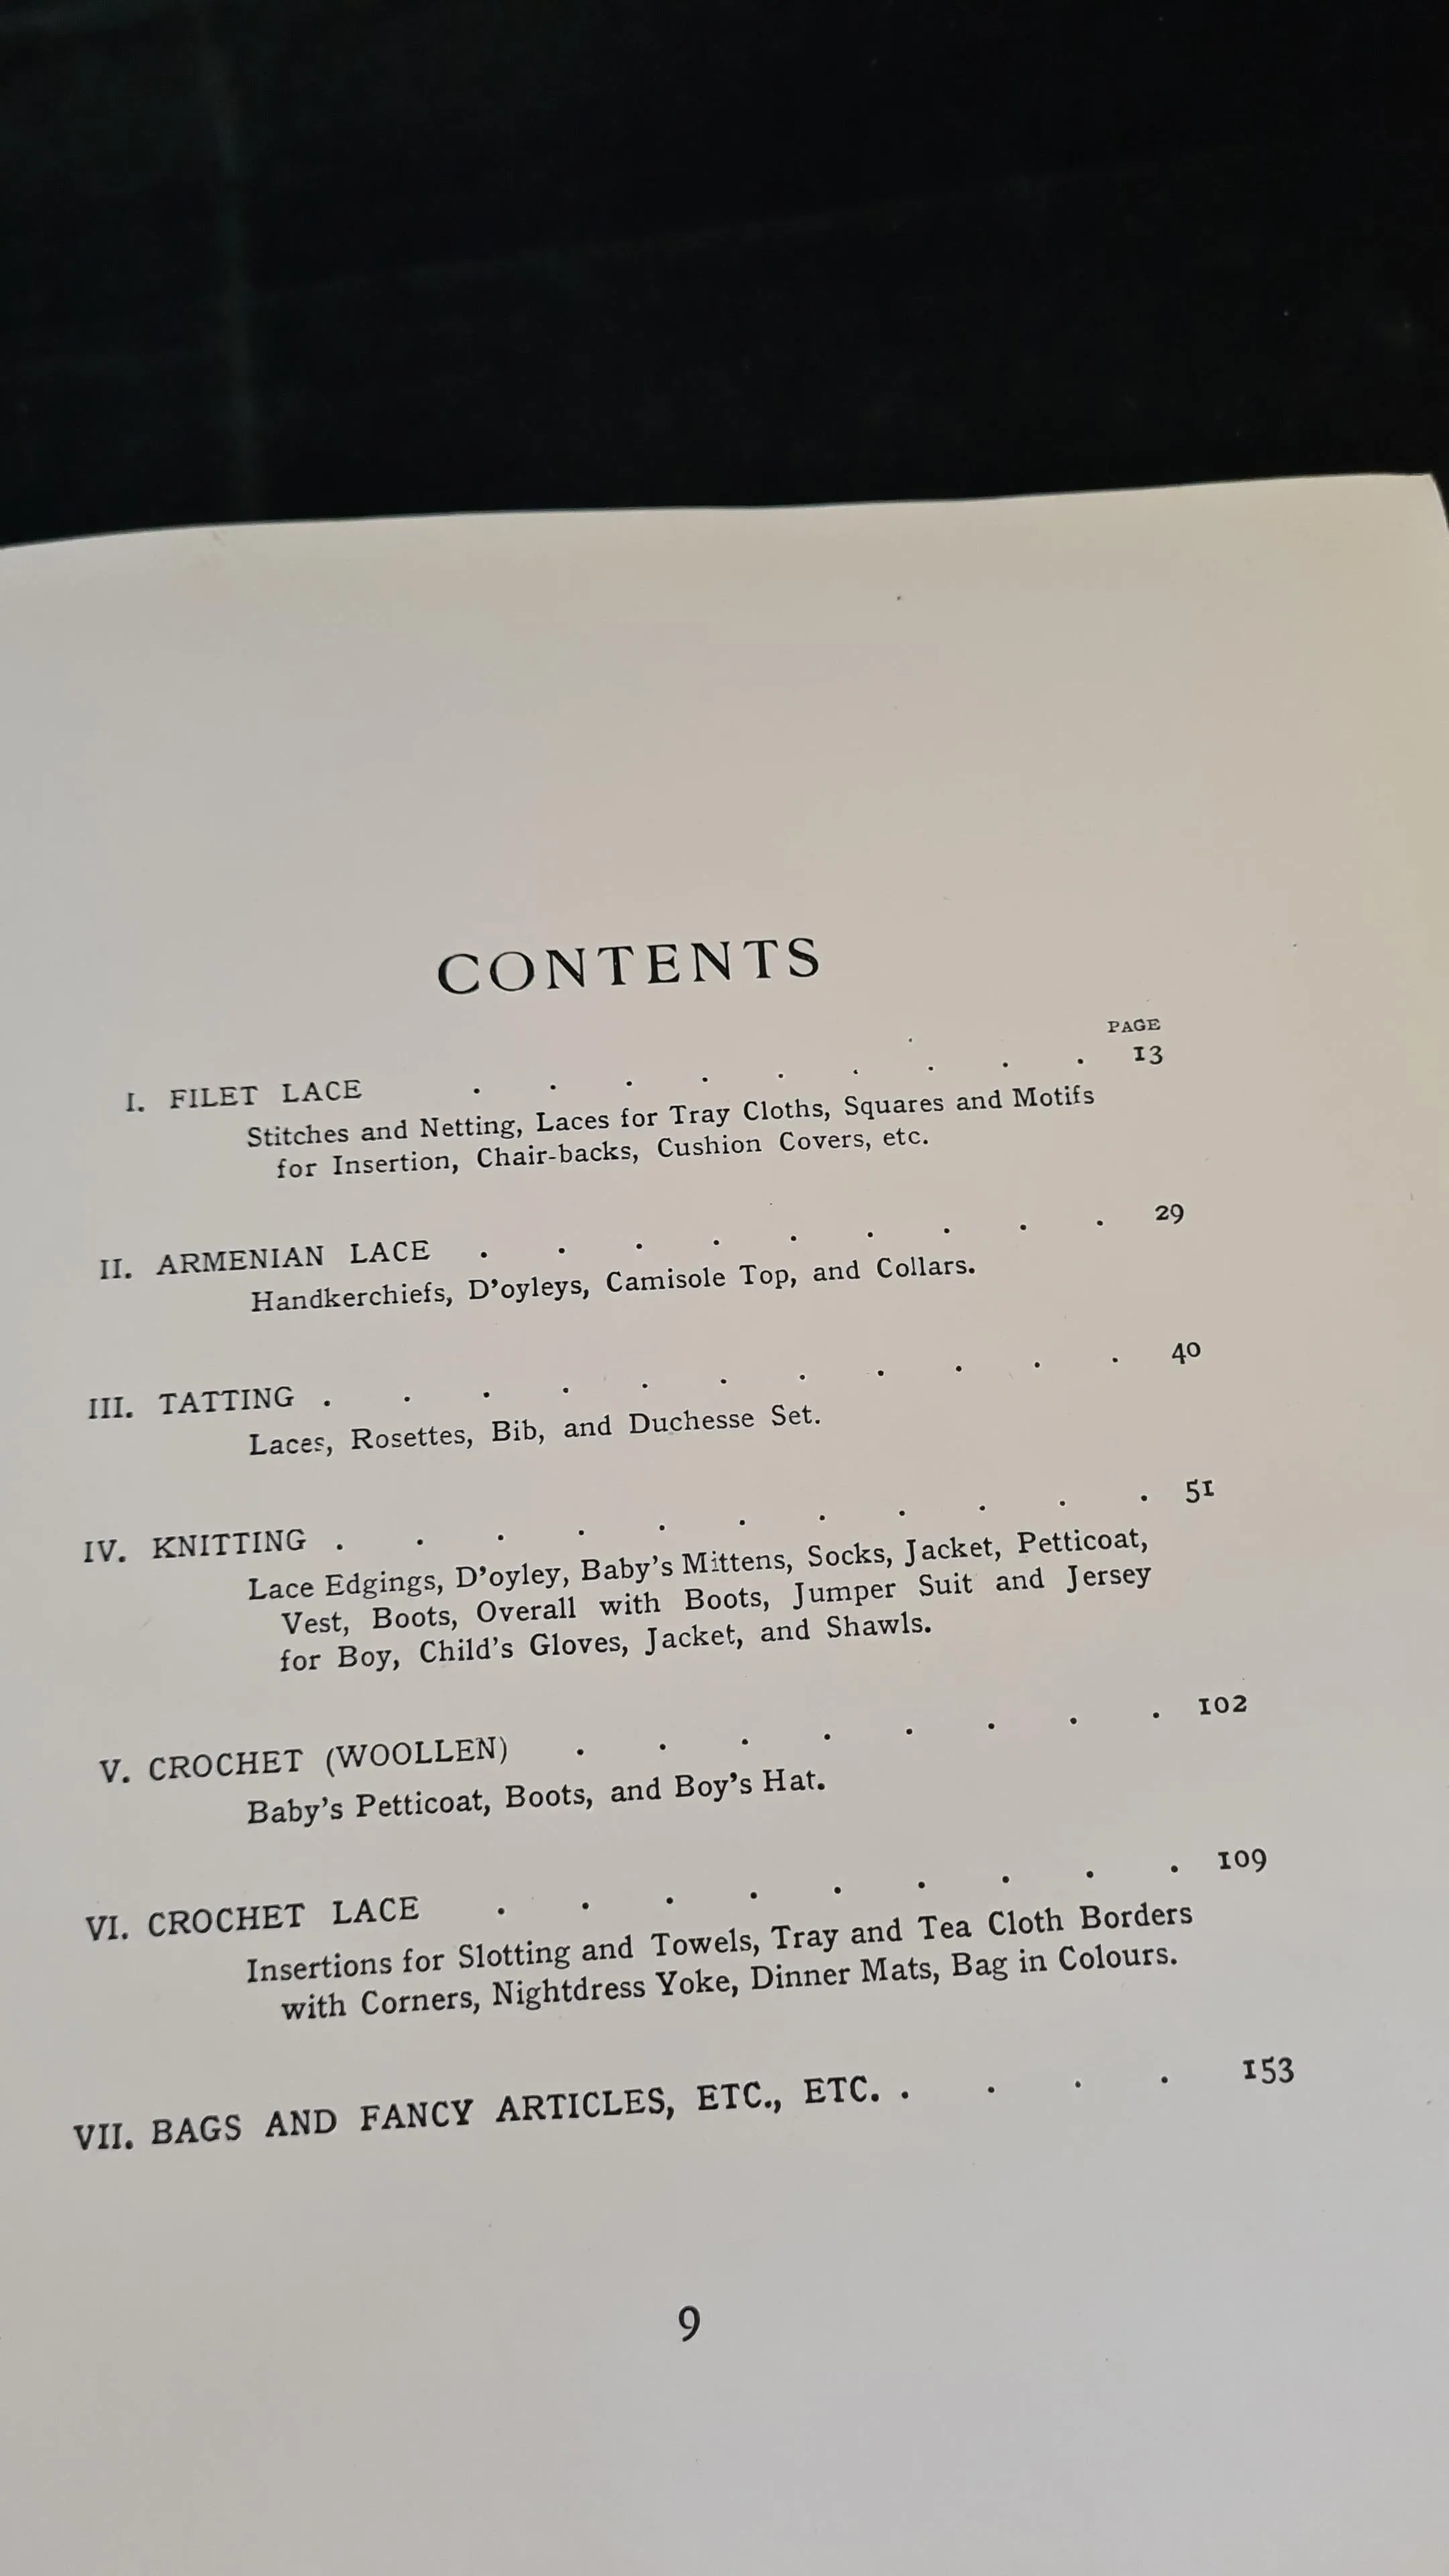 CONTENTS
PAGE
I. FILET LACE . . . . . . . . . 13
Stitches and Netting, Laces for Tray Cloths, Squares and Motifs
for Insertion, Chair-backs, Cushion Covers, etc.
II. ARMENIAN LACE . . . . . . . . . 29
Handkerchiefs, D'oyleys, Camisole Top, and Collars.
III. TATTING . . . . . . . . . . . 40
Laces, Rosettes, Bib, and Duchesse Set.
IV. KNITTING . . . . . . . . . . . 51
Lace Edgings, D'oyley, Baby's Mittens, Socks, Jacket, Petticoat,
Vest, Boots, Overall with Boots, Jumper Suit and Jersey
for Boy, Child's Gloves, Jacket, and Shawls.
V. CROCHET (WOOLLEN) . . . . . . . . 102
Baby's Petticoat, Boots, and Boy's Hat.
VI. CROCHET LACE . . . . . . . . . 109
Insertions for Slotting and Towels, Tray and Tea Cloth Borders
with Corners, Nightdress Yoke, Dinner Mats, Bag in Colours.
VII. BAGS AND FANCY ARTICLES, ETC., ETC. . . . . 153
9